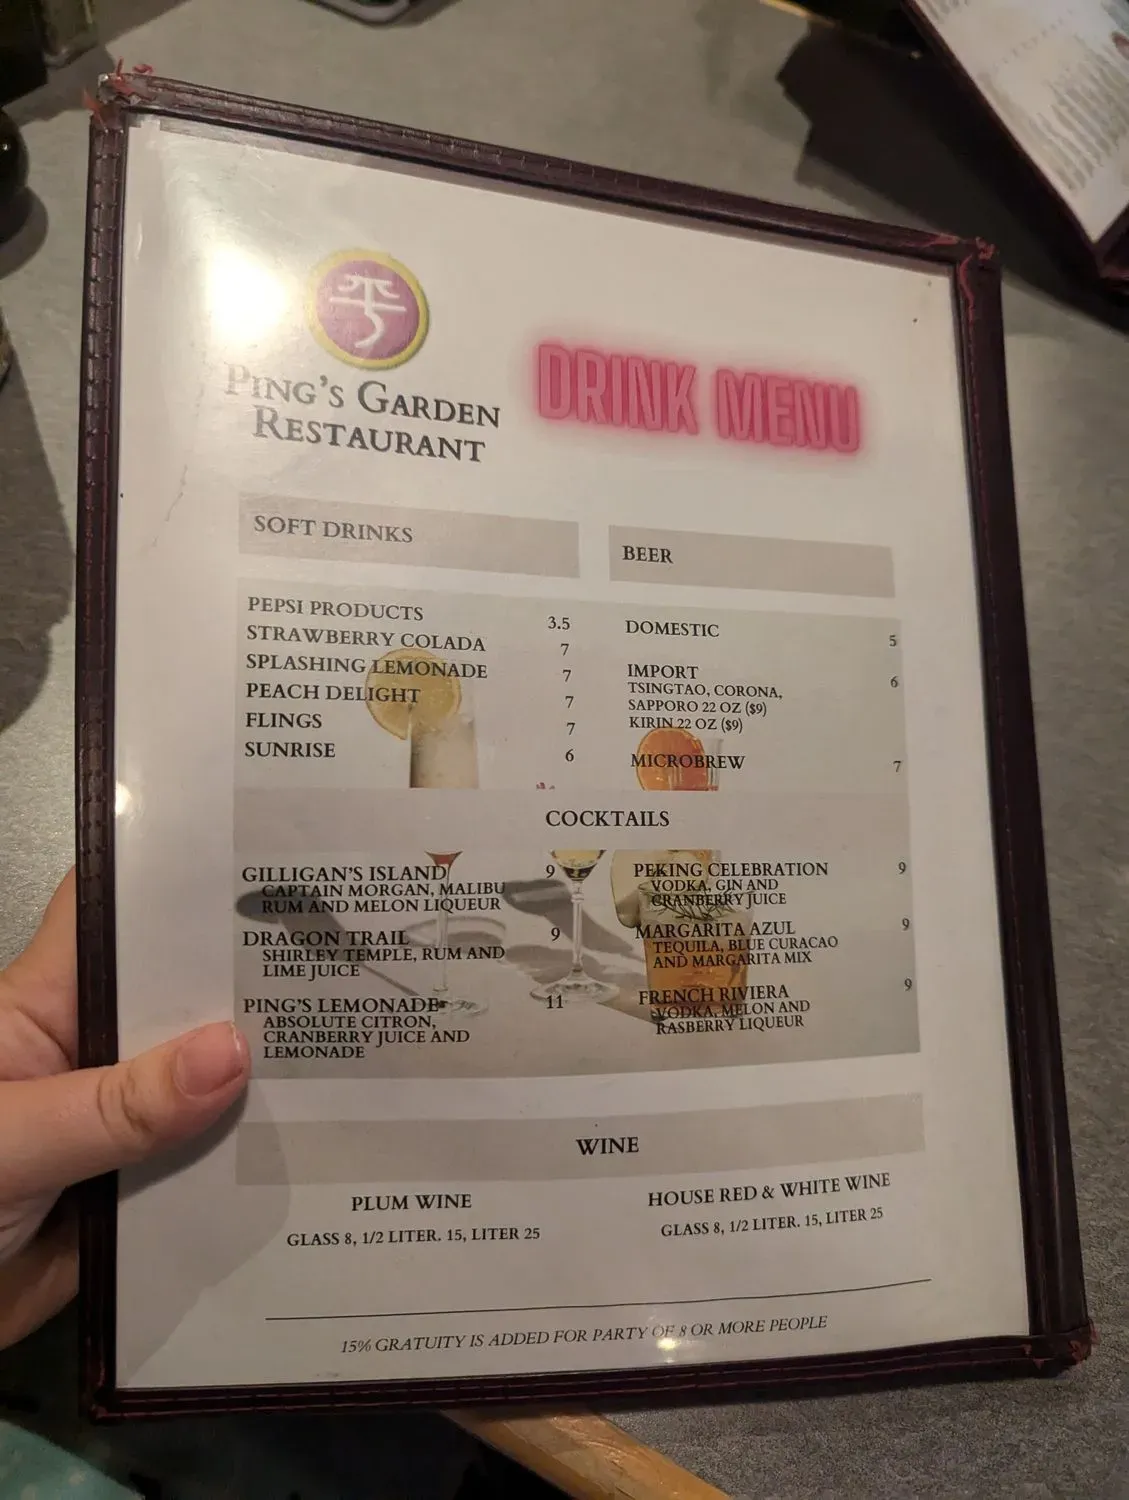 PING'S GARDEN
RESTAURANT
DRINK MENU
SOFT DRINKS
PEPSI PRODUCTS 3.5
STRAWBERRY COLADA 7
SPLASHING LEMONADE 7
PEACH DELIGHT 7
FLINGS 7
SUNRISE 6
BEER
DOMESTIC 5
IMPORT 6
TSINGTAO, CORONA,
SAPPORO 22 OZ ($9)
KIRIN 22 OZ ($9)
MICROBREW 7
COCKTAILS
GILLIGAN'S ISLAND 9
CAPTAIN MORGAN, MALIBU
RUM AND MELON LIQUEUR
DRAGON TRAIL 9
SHIRLEY TEMPLE, RUM AND
LIME JUICE
PING'S LEMONADE 11
ABSOLUTE CITRON,
CRANBERRY JUICE AND
LEMONADE
PEKING CELEBRATION 9
VODKA, GIN AND
CRANBERRY JUICE
MARGARITA AZUL 9
TEQUILA, BLUE CURACAO
AND MARGARITA MIX
FRENCH RIVIERA 9
VODKA, MELON AND
RASBERRY LIQUEUR
WINE
PLUM WINE
GLASS 8, 1/2 LITER. 15, LITER 25
HOUSE RED & WHITE WINE
GLASS 8, 1/2 LITER. 15, LITER 25
15% GRATUITY IS ADDED FOR PARTY OF 8 OR MORE PEOPLE